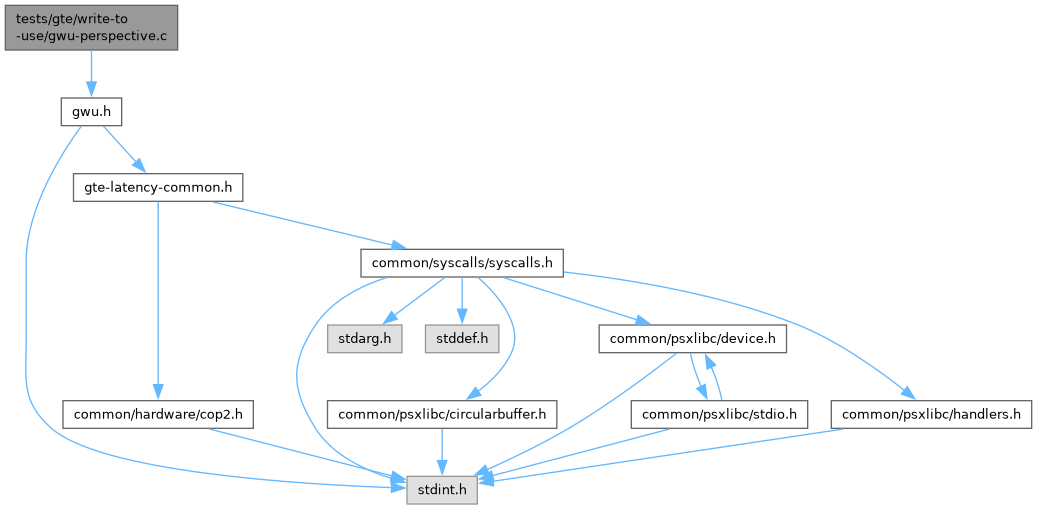 tests/gte/write-to
-use/gwu-perspective.c
gwu.h
gte-latency-common.h
common/syscalls/syscalls.h
stdarg.h
stddef.h
common/psxlibc/device.h
common/hardware/cop2.h
common/psxlibc/circularbuffer.h
common/psxlibc/stdio.h
common/psxlibc/handlers.h
stdint.h